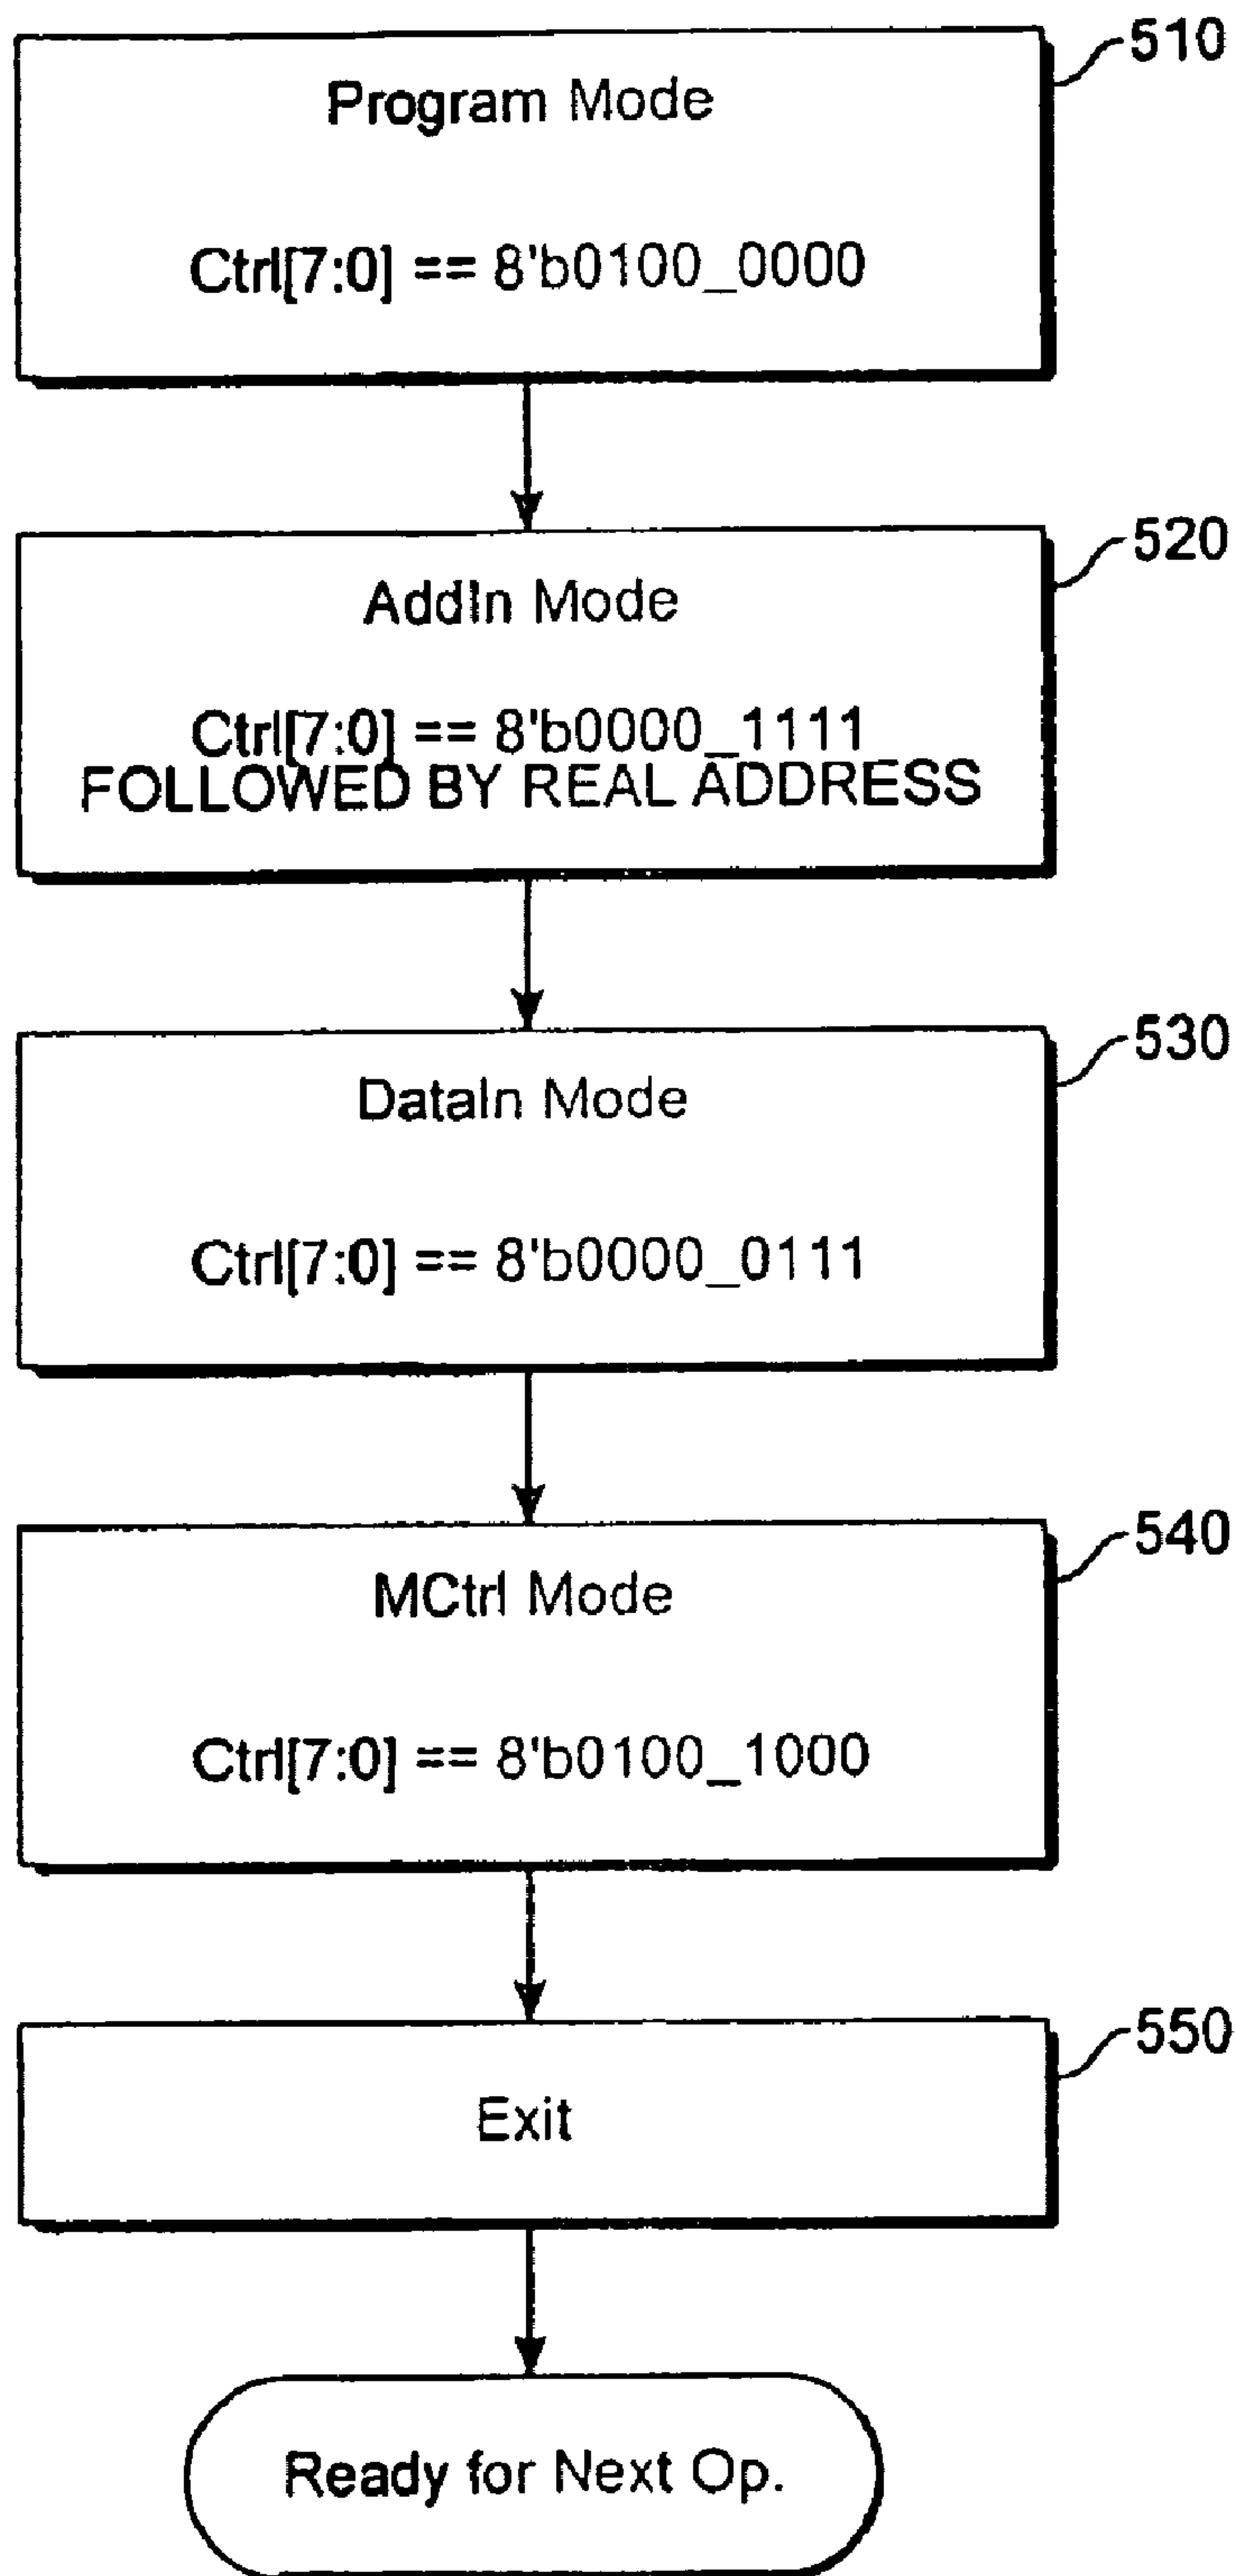 510
Program Mode
Ctrl[7:0] == 8'b0100_0000
520
AddIn Mode
Ctrl[7:0] == 8'b0000_1111
FOLLOWED BY REAL ADDRESS
530
DataIn Mode
Ctrl[7:0] == 8'b0000_0111
540
MCtrl Mode
Ctrl[7:0] == 8'b0100_1000
550
Exit
Ready for Next Op.